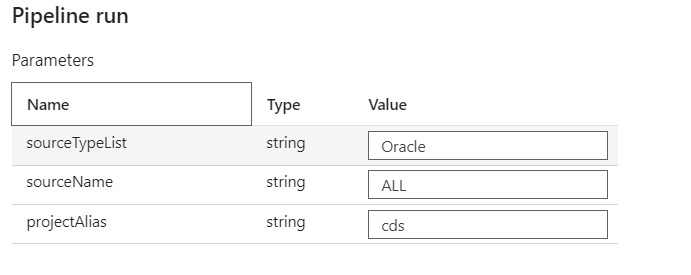 Pipeline run
Parameters
Name Type Value
sourceTypeList string Oracle
sourceName string ALL
projectAlias string cds